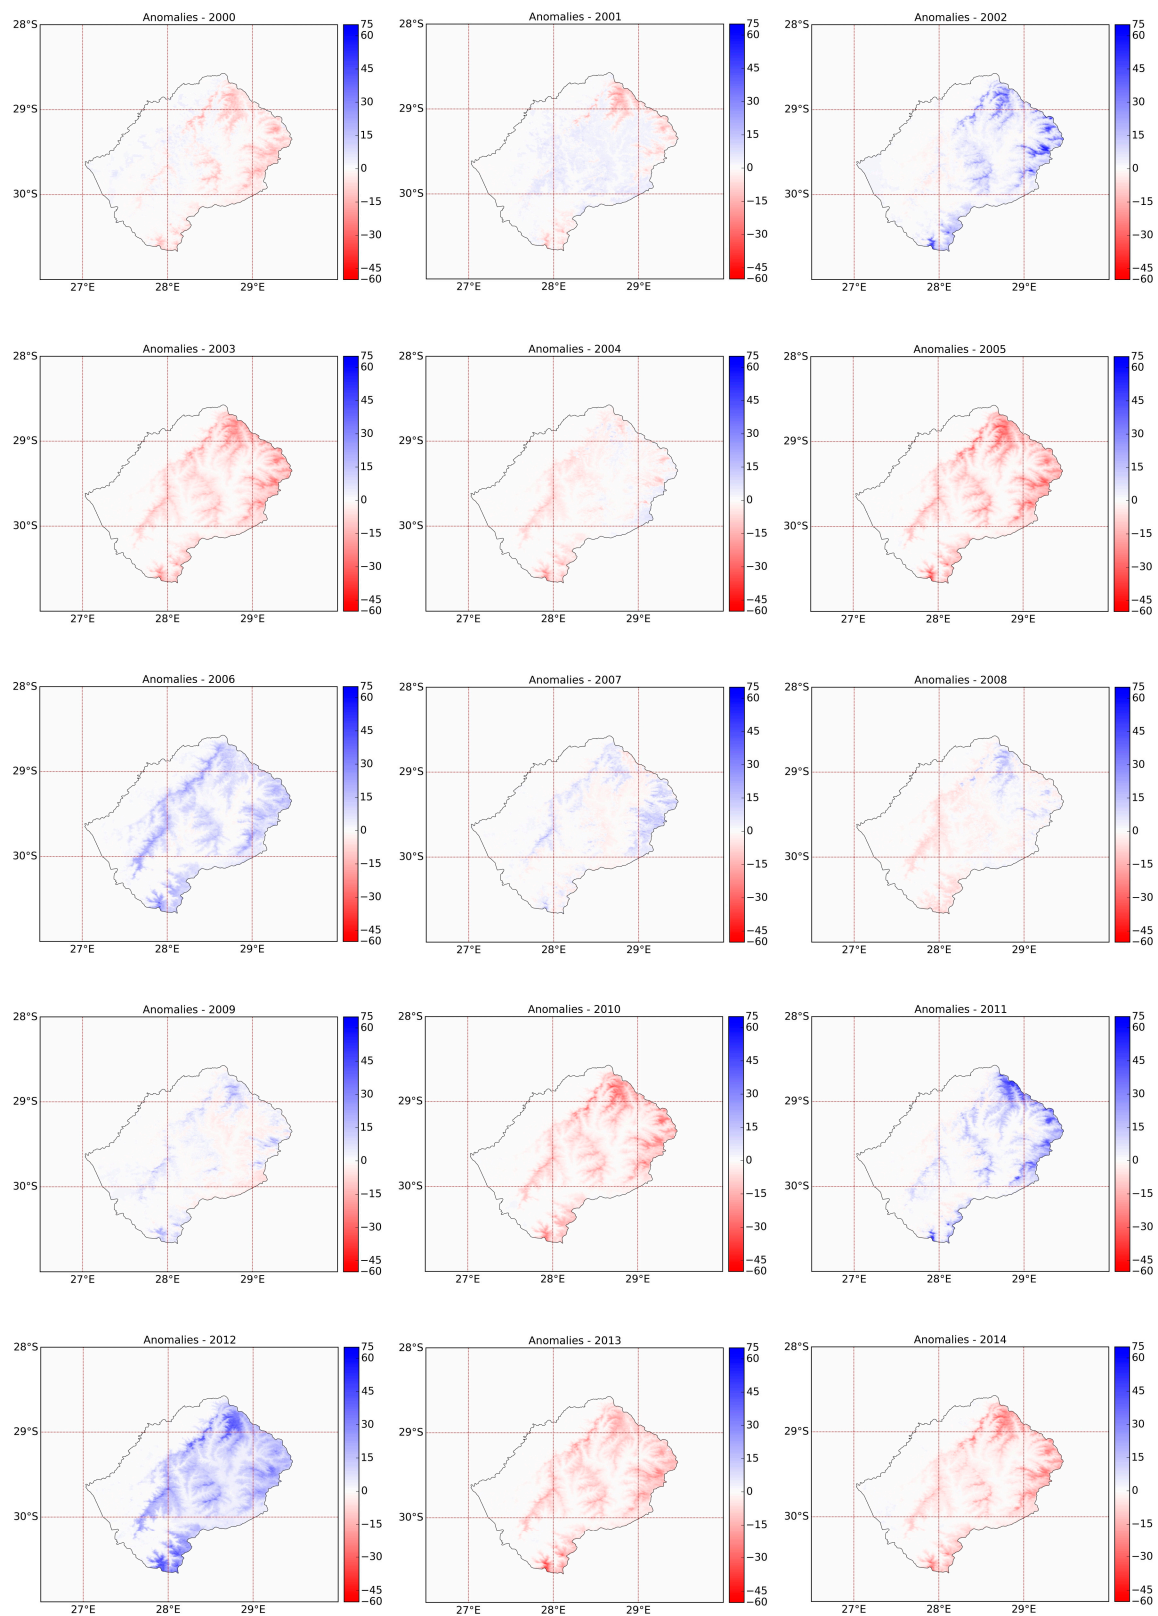 Anomalies - 2000
28°S
29°S
30°S
27°E 28°E 29°E
75
60
45
30
15
0
−15
−30
−45
−60
Anomalies - 2001
28°S
29°S
30°S
27°E 28°E 29°E
75
60
45
30
15
0
−15
−30
−45
−60
Anomalies - 2002
28°S
29°S
30°S
27°E 28°E 29°E
75
60
45
30
15
0
−15
−30
−45
−60
Anomalies - 2003
28°S
29°S
30°S
27°E 28°E 29°E
75
60
45
30
15
0
−15
−30
−45
−60
Anomalies - 2004
28°S
29°S
30°S
27°E 28°E 29°E
75
60
45
30
15
0
−15
−30
−45
−60
Anomalies - 2005
28°S
29°S
30°S
27°E 28°E 29°E
75
60
45
30
15
0
−15
−30
−45
−60
Anomalies - 2006
28°S
29°S
30°S
27°E 28°E 29°E
75
60
45
30
15
0
−15
−30
−45
−60
Anomalies - 2007
28°S
29°S
30°S
27°E 28°E 29°E
75
60
45
30
15
0
−15
−30
−45
−60
Anomalies - 2008
28°S
29°S
30°S
27°E 28°E 29°E
75
60
45
30
15
0
−15
−30
−45
−60
Anomalies - 2009
28°S
29°S
30°S
27°E 28°E 29°E
75
60
45
30
15
0
−15
−30
−45
−60
Anomalies - 2010
28°S
29°S
30°S
27°E 28°E 29°E
75
60
45
30
15
0
−15
−30
−45
−60
Anomalies - 2011
28°S
29°S
30°S
27°E 28°E 29°E
75
60
45
30
15
0
−15
−30
−45
−60
Anomalies - 2012
28°S
29°S
30°S
27°E 28°E 29°E
75
60
45
30
15
0
−15
−30
−45
−60
Anomalies - 2013
28°S
29°S
30°S
27°E 28°E 29°E
75
60
45
30
15
0
−15
−30
−45
−60
Anomalies - 2014
28°S
29°S
30°S
27°E 28°E 29°E
75
60
45
30
15
0
−15
−30
−45
−60